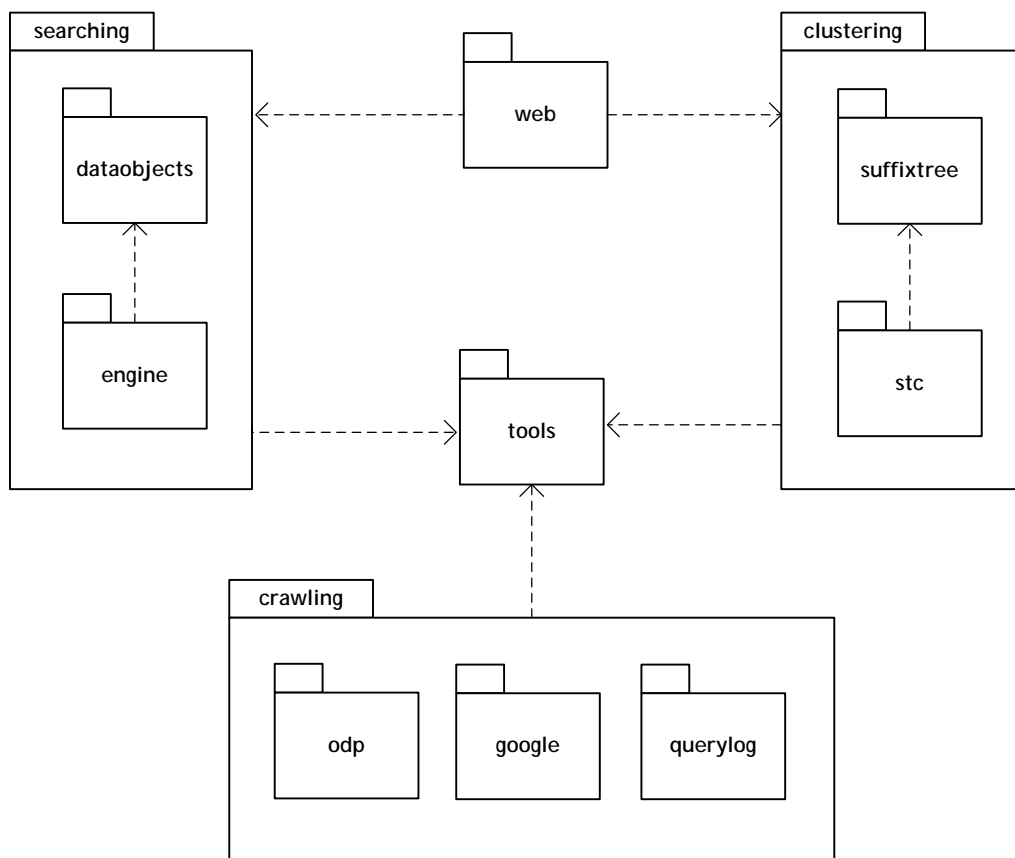 searching
clustering
web
dataobjects
suffixtree
engine
stc
tools
crawling
odp
google
querylog